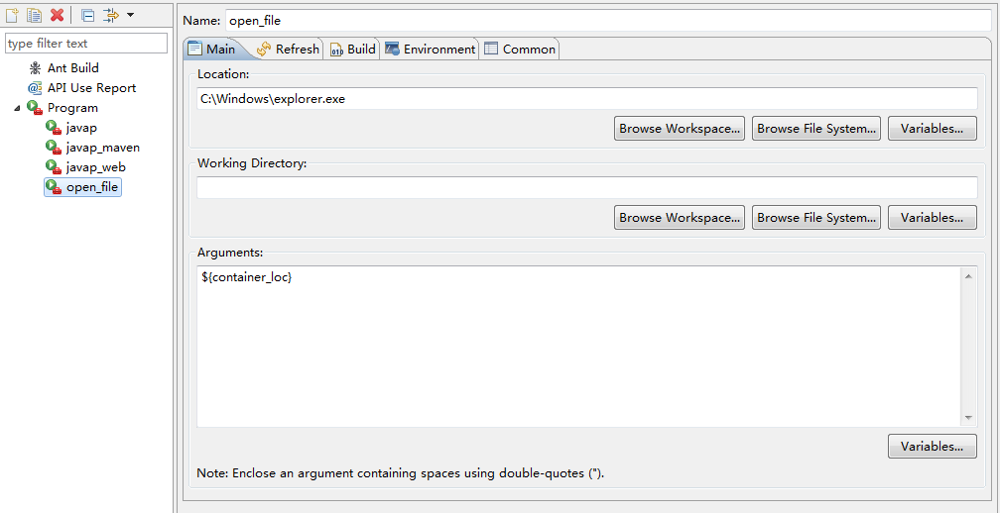 type filter text
Ant Build
API Use Report
Program
javap
javap_maven
javap_web
open_file
Name: open_file
Main Refresh Build Environment Common
Location:
C:\Windows\explorer.exe
Browse Workspace... Browse File System... Variables...
Working Directory:
Browse Workspace... Browse File System... Variables...
Arguments:
${container_loc}
Variables...
Note: Enclose an argument containing spaces using double-quotes (").